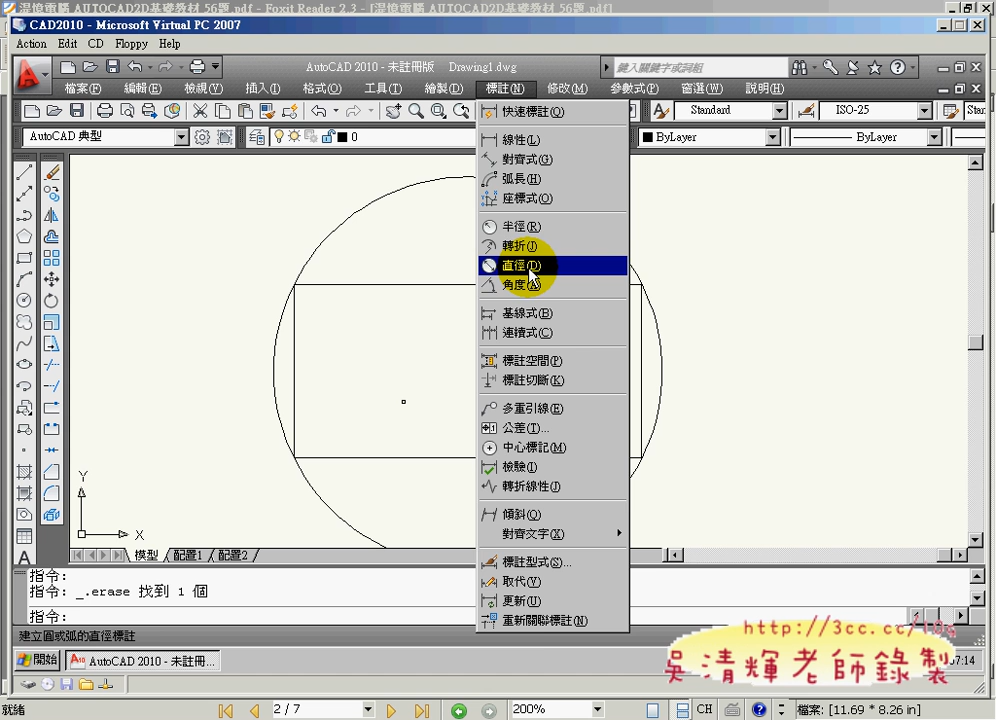 混憶電腦 AUTOCAD2D基礎教材 56題.pdf - Foxit Reader 2.3 - [混憶電腦 AUTOCAD2D基礎教材 56題.pdf]
CAD2010 - Microsoft Virtual PC 2007
Action Edit CD Floppy Help
AutoCAD 2010 - 未註冊版 Drawing1.dwg 鍵入關鍵字或詞組
檔案(F) 編輯(E) 檢視(V) 插入(I) 格式(O) 工具(T) 繪製(D) 標註(N) 修改(M) 參數式(P) 窗選(W) 說明(H)
Standard ISO-25 Star
AutoCAD 典型 0 ByLayer ByLayer
快速標註(Q)
線性(L)
對齊式(G)
弧長(H)
座標式(O)
半徑(R)
轉折(J)
直徑(D)
角度(A)
基線式(B)
連續式(C)
標註空間(P)
標註切斷(K)
多重引線(E)
公差(T)...
中心標記(M)
檢驗(I)
轉折線性(J)
傾斜(Q)
對齊文字(X)
標註型式(S)...
取代(V)
更新(U)
重新關聯標註(N)
Y
X
A
模型 配置1 配置2
指令:
指令: _.erase 找到 1 個
指令:
建立圓或弧的直徑標註
http://3cc.cc/10s
吳清輝老師錄製
開始 AutoCAD 2010 - 未註... 07:14
就緒 2 / 7 200% CH 檔案: [11.69 * 8.26 in]